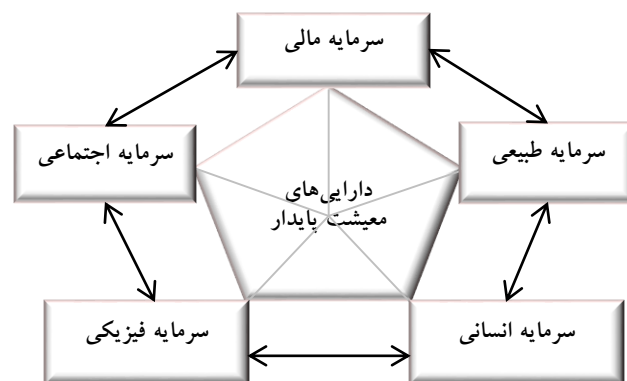 سرمایه مالی
سرمایه طبیعی
سرمایه اجتماعی
دارایی‌های
معیشت پایدار
سرمایه انسانی
سرمایه فیزیکی